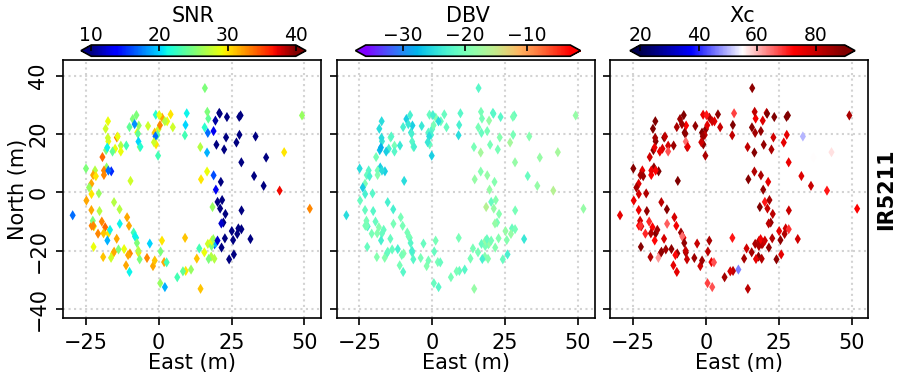 SNR DBV Xc
10 20 30 40 −30 −20 −10 20 40 60 80
40
20
0
−20
−40
North (m)
−25 0 25 50 −25 0 25 50 −25 0 25 50
East (m) East (m) East (m)
IR5211